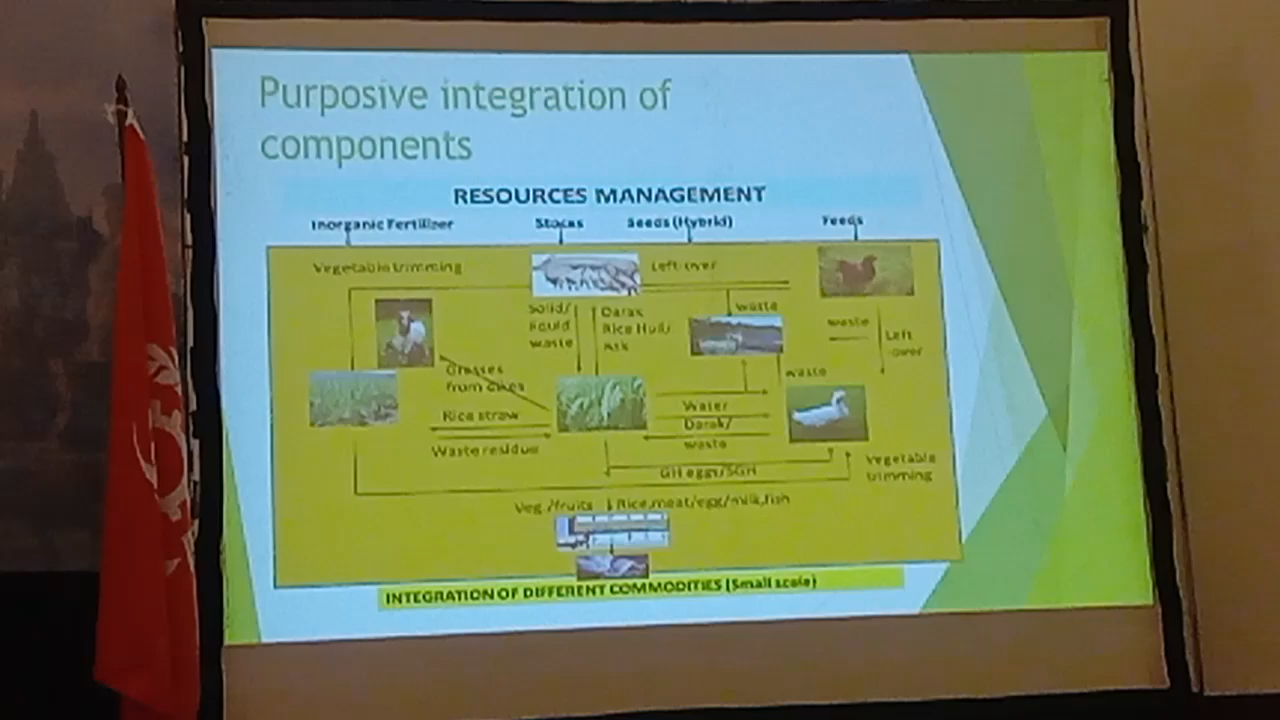 Purposive integration of
components
RESOURCES MANAGEMENT
Inorganic Fertilizer
Stocks
Seeds (Hybrid)
Feeds
Vegetable trimming
Left-over
Solid/
liquid
waste
Darak
Rice Hull/
waste
waste
Left
over
Grasses
from dikes
waste
Rice straw
Water
Darak/
waste
Waste residue
GH eggs/SGH
Vegetable
trimming
Veg./fruits
Rice,meat/egg/milk,fish
INTEGRATION OF DIFFERENT COMMODITIES (Small scale)